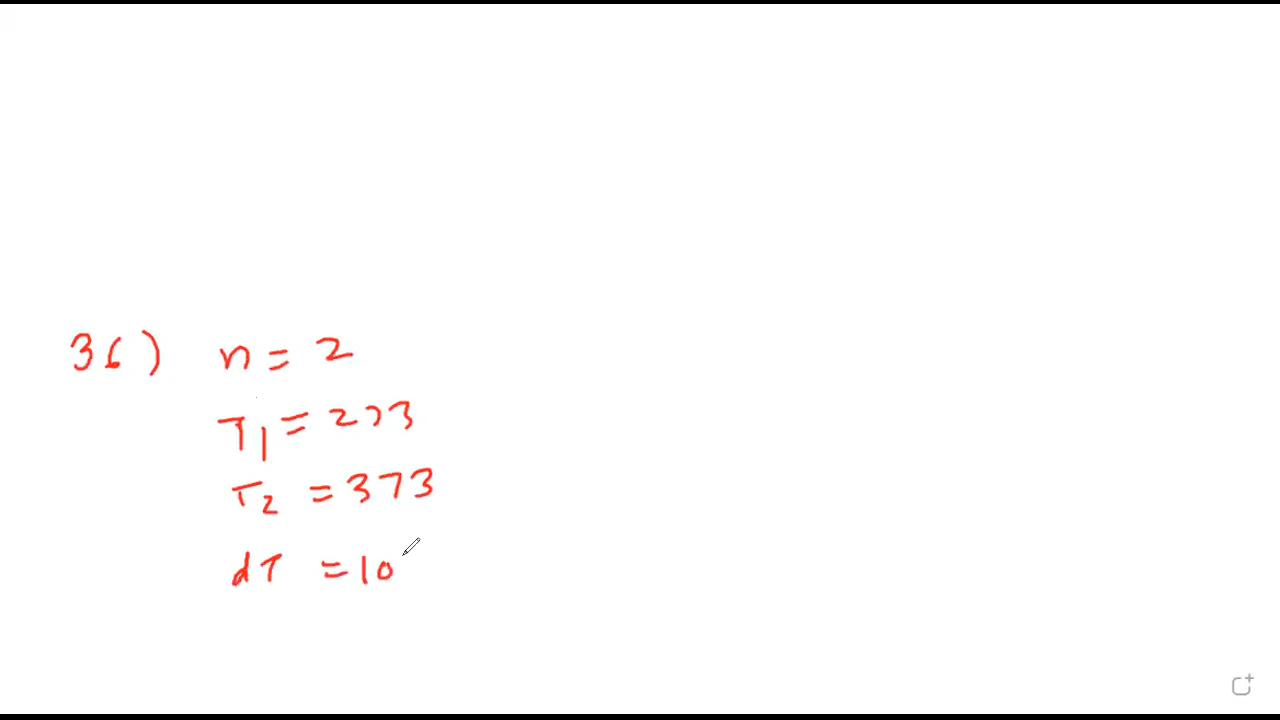 36) n = 2
T1 = 273
T2 = 373
dT = 10